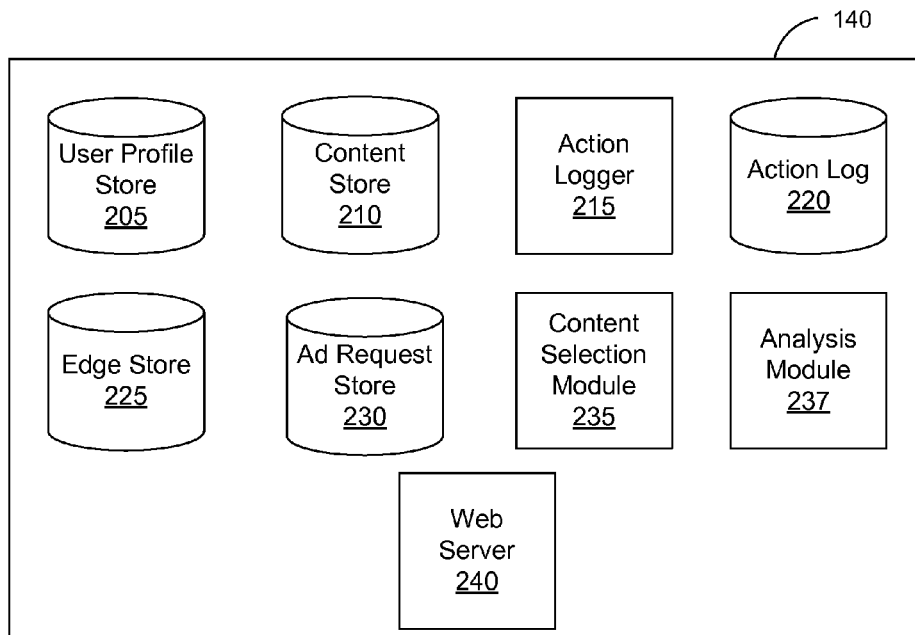 140
User Profile
Store
205
Content
Store
210
Action
Logger
215
Action Log
220
Edge Store
225
Ad Request
Store
230
Content
Selection
Module
235
Analysis
Module
237
Web
Server
240